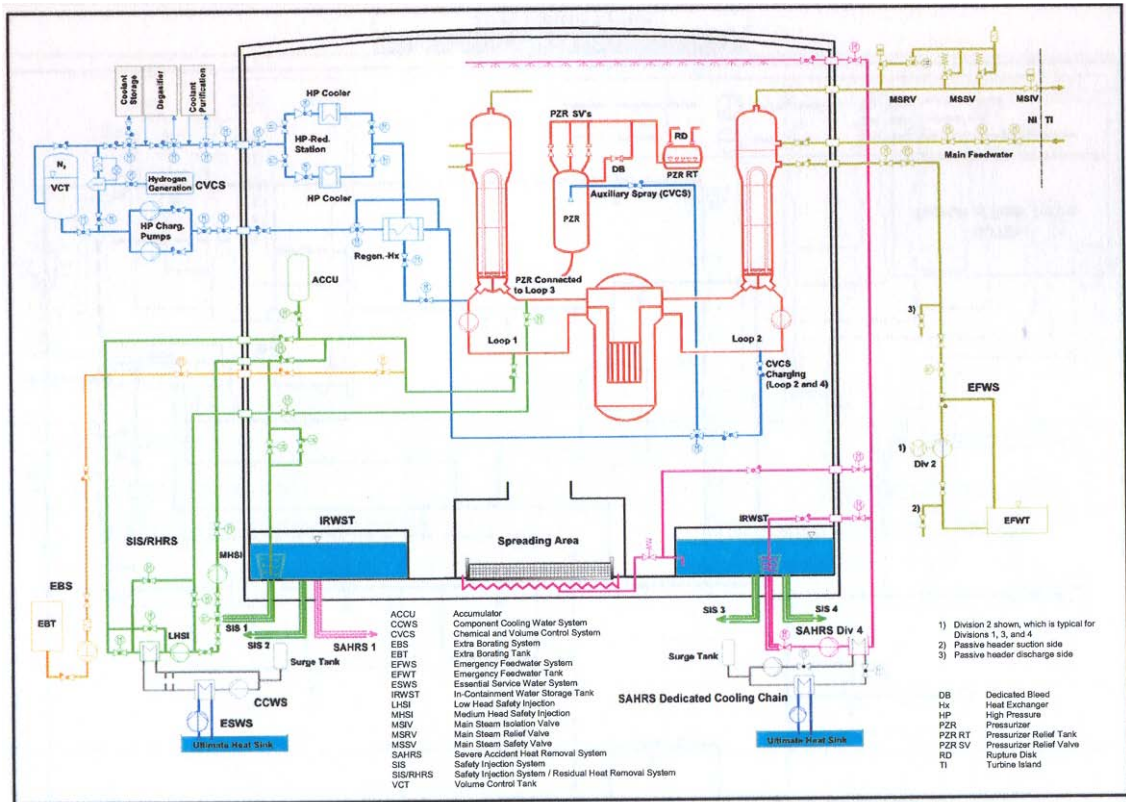 Coolant
Storage
Degasifier
Coolant
Purification
HP Cooler
HP-Red.
Station
HP Cooler
N₂
VCT
Hydrogen
Generation
CVCS
HP Charg.
Pumps
Regen.-Hx
ACCU
PZR SV's
RD
DB
PZR RT
Auxiliary Spray (CVCS)
PZR
PZR Connected
to Loop 3
Loop 1
Loop 2
CVCS
Charging
(Loop 2 and 4)
MSRV
MSSV
MSIV
NI
TI
Main Feedwater
3)
EFWS
1)
Div 2
2)
EFWT
SIS/RHRS
MHSI
EBS
EBT
LHSI
IRWST
Spreading Area
IRWST
SIS 1
SIS 2
SAHRS 1
SIS 3
SIS 4
SAHRS Div 4
Surge Tank
CCWS
ESWS
Ultimate Heat Sink
Surge Tank
SAHRS Dedicated Cooling Chain
Ultimate Heat Sink
ACCU Accumulator
CCWS Component Cooling Water System
CVCS Chemical and Volume Control System
EBS Extra Borating System
EBT Extra Borating Tank
EFWS Emergency Feedwater System
EFWT Emergency Feedwater Tank
ESWS Essential Service Water System
IRWST In-Containment Water Storage Tank
LHSI Low Head Safety Injection
MHSI Medium Head Safety Injection
MSIV Main Steam Isolation Valve
MSRV Main Steam Relief Valve
MSSV Main Steam Safety Valve
SAHRS Severe Accident Heat Removal System
SIS Safety Injection System
SIS/RHRS Safety Injection System / Residual Heat Removal System
VCT Volume Control Tank
1) Division 2 shown, which is typical for
Divisions 1, 3, and 4
2) Passive header suction side
3) Passive header discharge side
DB Dedicated Bleed
Hx Heat Exchanger
HP High Pressure
PZR Pressurizer
PZR RT Pressurizer Relief Tank
PZR SV Pressurizer Relief Valve
RD Rupture Disk
TI Turbine Island